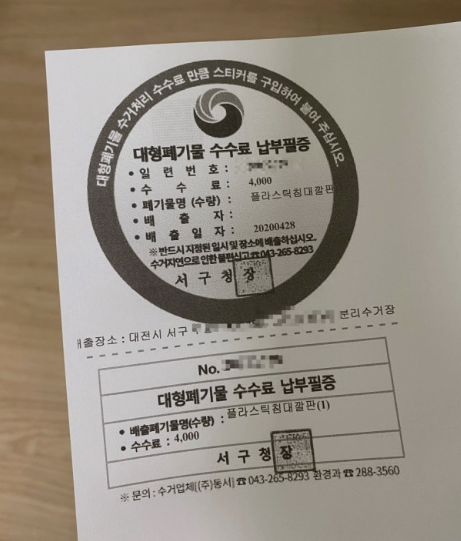 대형폐기물 수거처리 수수료 만큼 스티커를 구입하여 붙여 주십시오.
대형폐기물 수수료 납부필증
• 일 련 번 호 :
• 수 수 료 : 4,000
• 폐기물명 (수량) : 플라스틱침대깔판
• 배 출 자 :
• 배 출 일 자 : 20200428
※ 반드시 지정된 일시 및 장소에 배출하십시오.
수거지연으로 인한 불편신고 ☎ 043-265-8293
서 구 청 장
배출장소 : 대전시 서구 분리수거장
No.
대형폐기물 수수료 납부필증
• 배출폐기물명(수량) : 플라스틱침대깔판(1)
• 수수료 : 4,000
서 구 청 장
※ 문의 : 수거업체((주)동서) ☎ 043-265-8293 환경과 ☎ 288-3560